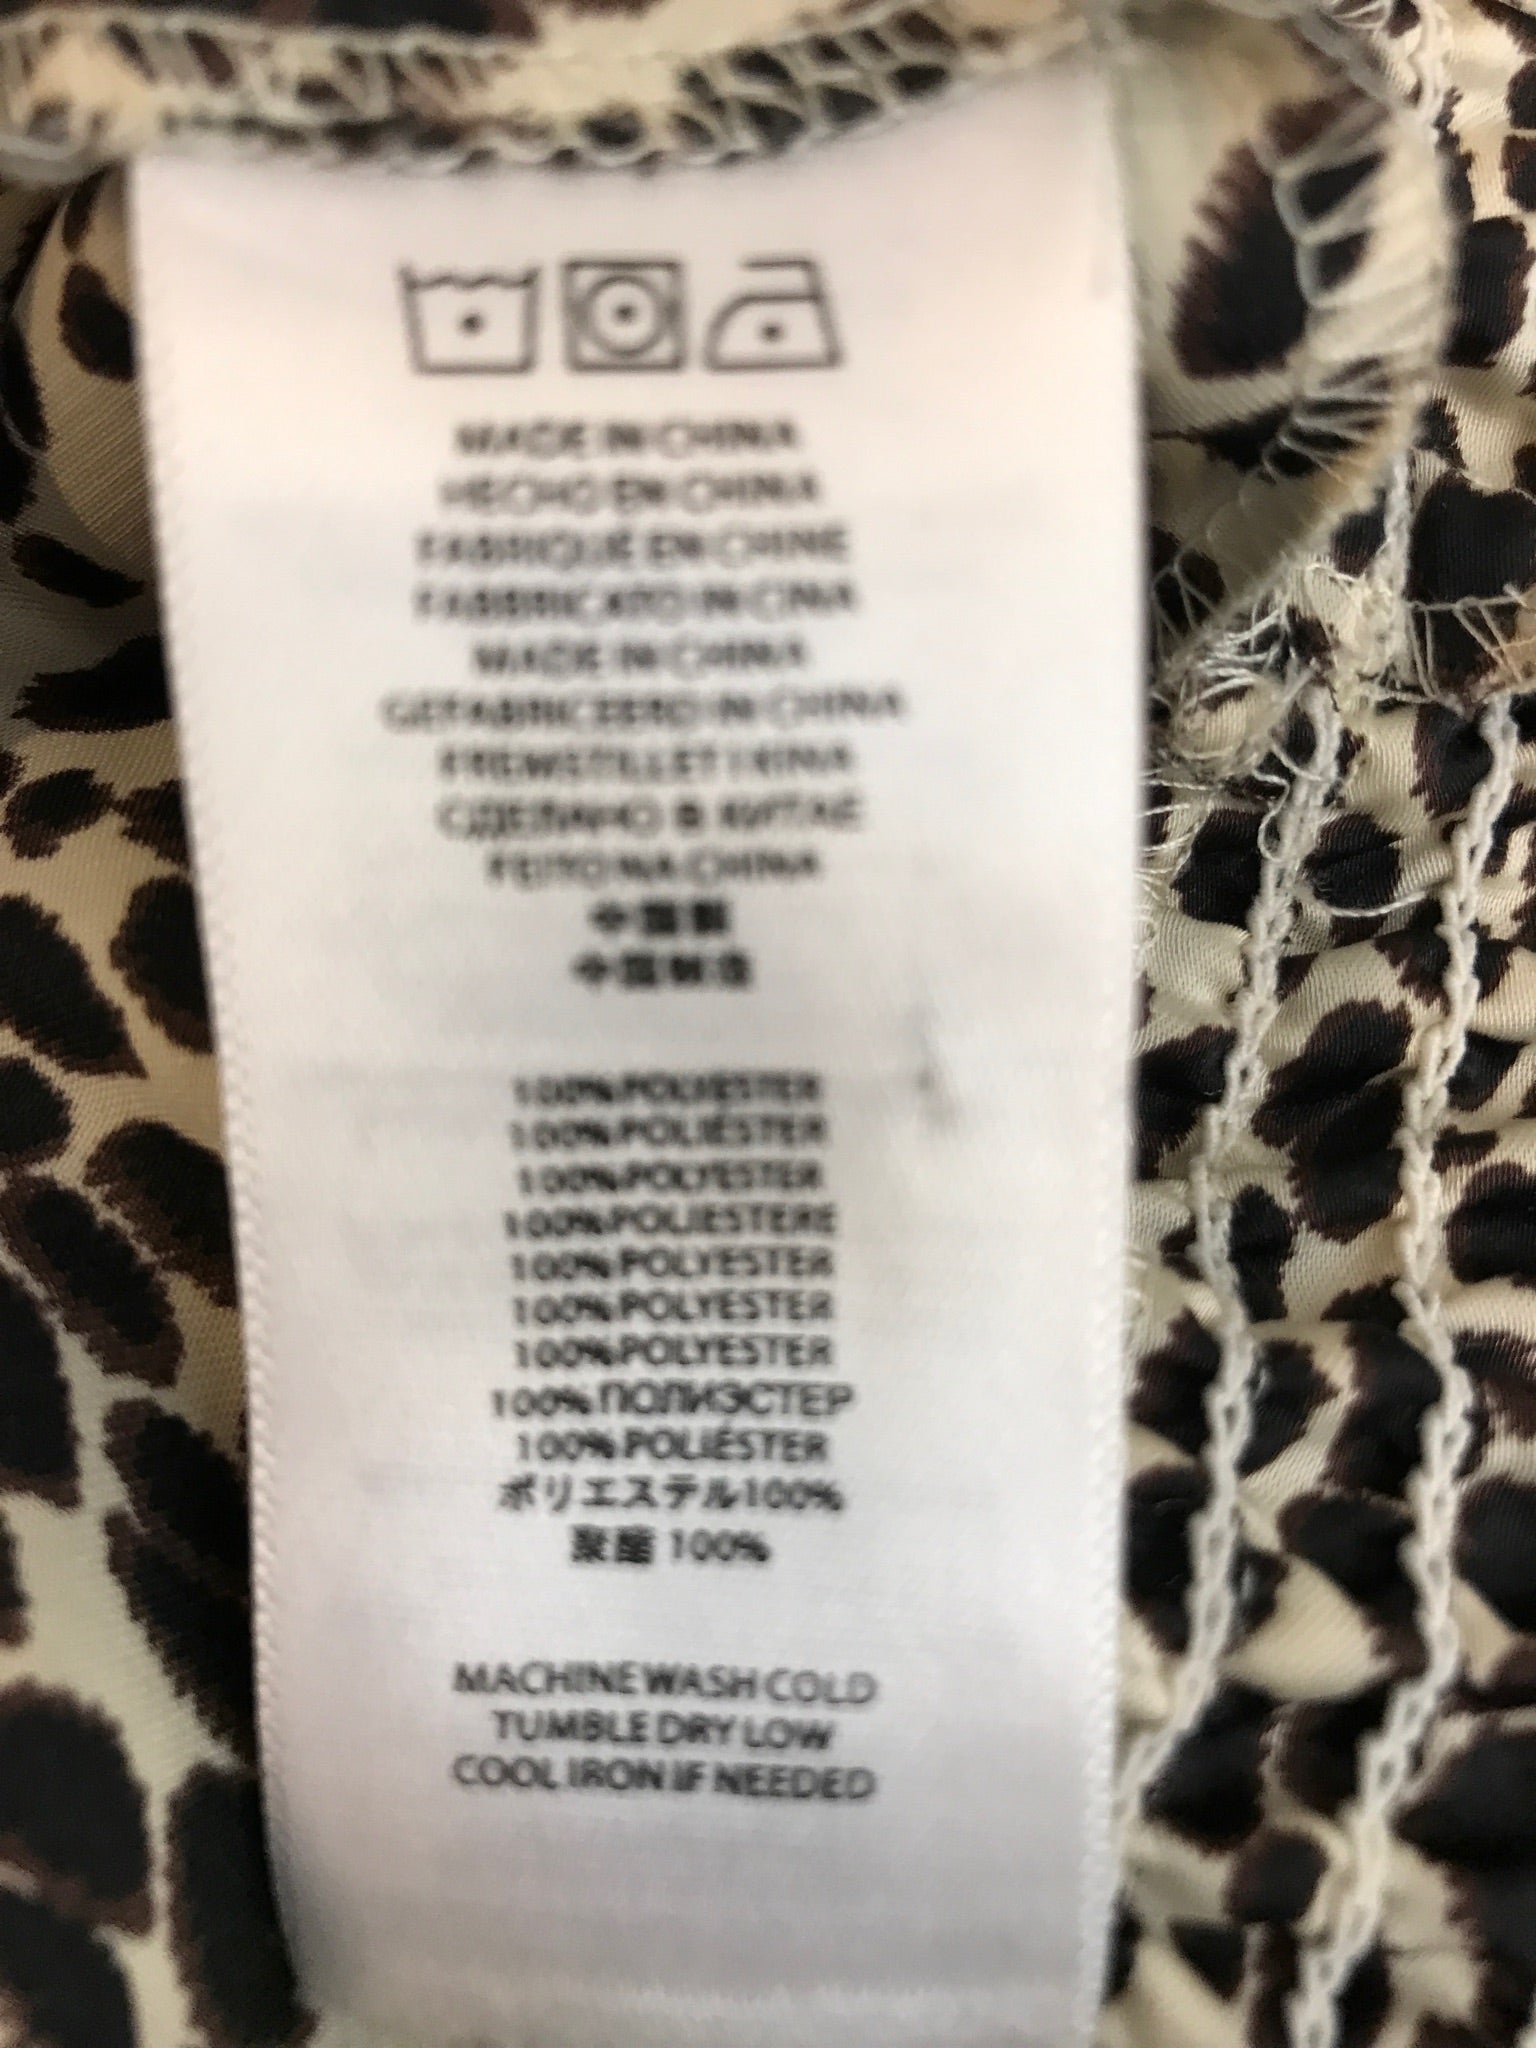 MADE IN CHINA
HECHO EN CHINA
FABRIQUÉ EN CHINE
FABBRICATO IN CINA
MADE IN CHINA
GEFABRICEERD IN CHINA
FREMSTILLET I KINA
СДЕЛАНО В КИТАЕ
FEITO NA CHINA
中国製
中国制造
100% POLYESTER
100% POLIÉSTER
100% POLYESTER
100% POLIESTERE
100% POLYESTER
100% POLYESTER
100% POLYESTER
100% ПОЛИЭСТЕР
100% POLIÉSTER
ポリエステル100%
聚酯 100%
MACHINE WASH COLD
TUMBLE DRY LOW
COOL IRON IF NEEDED